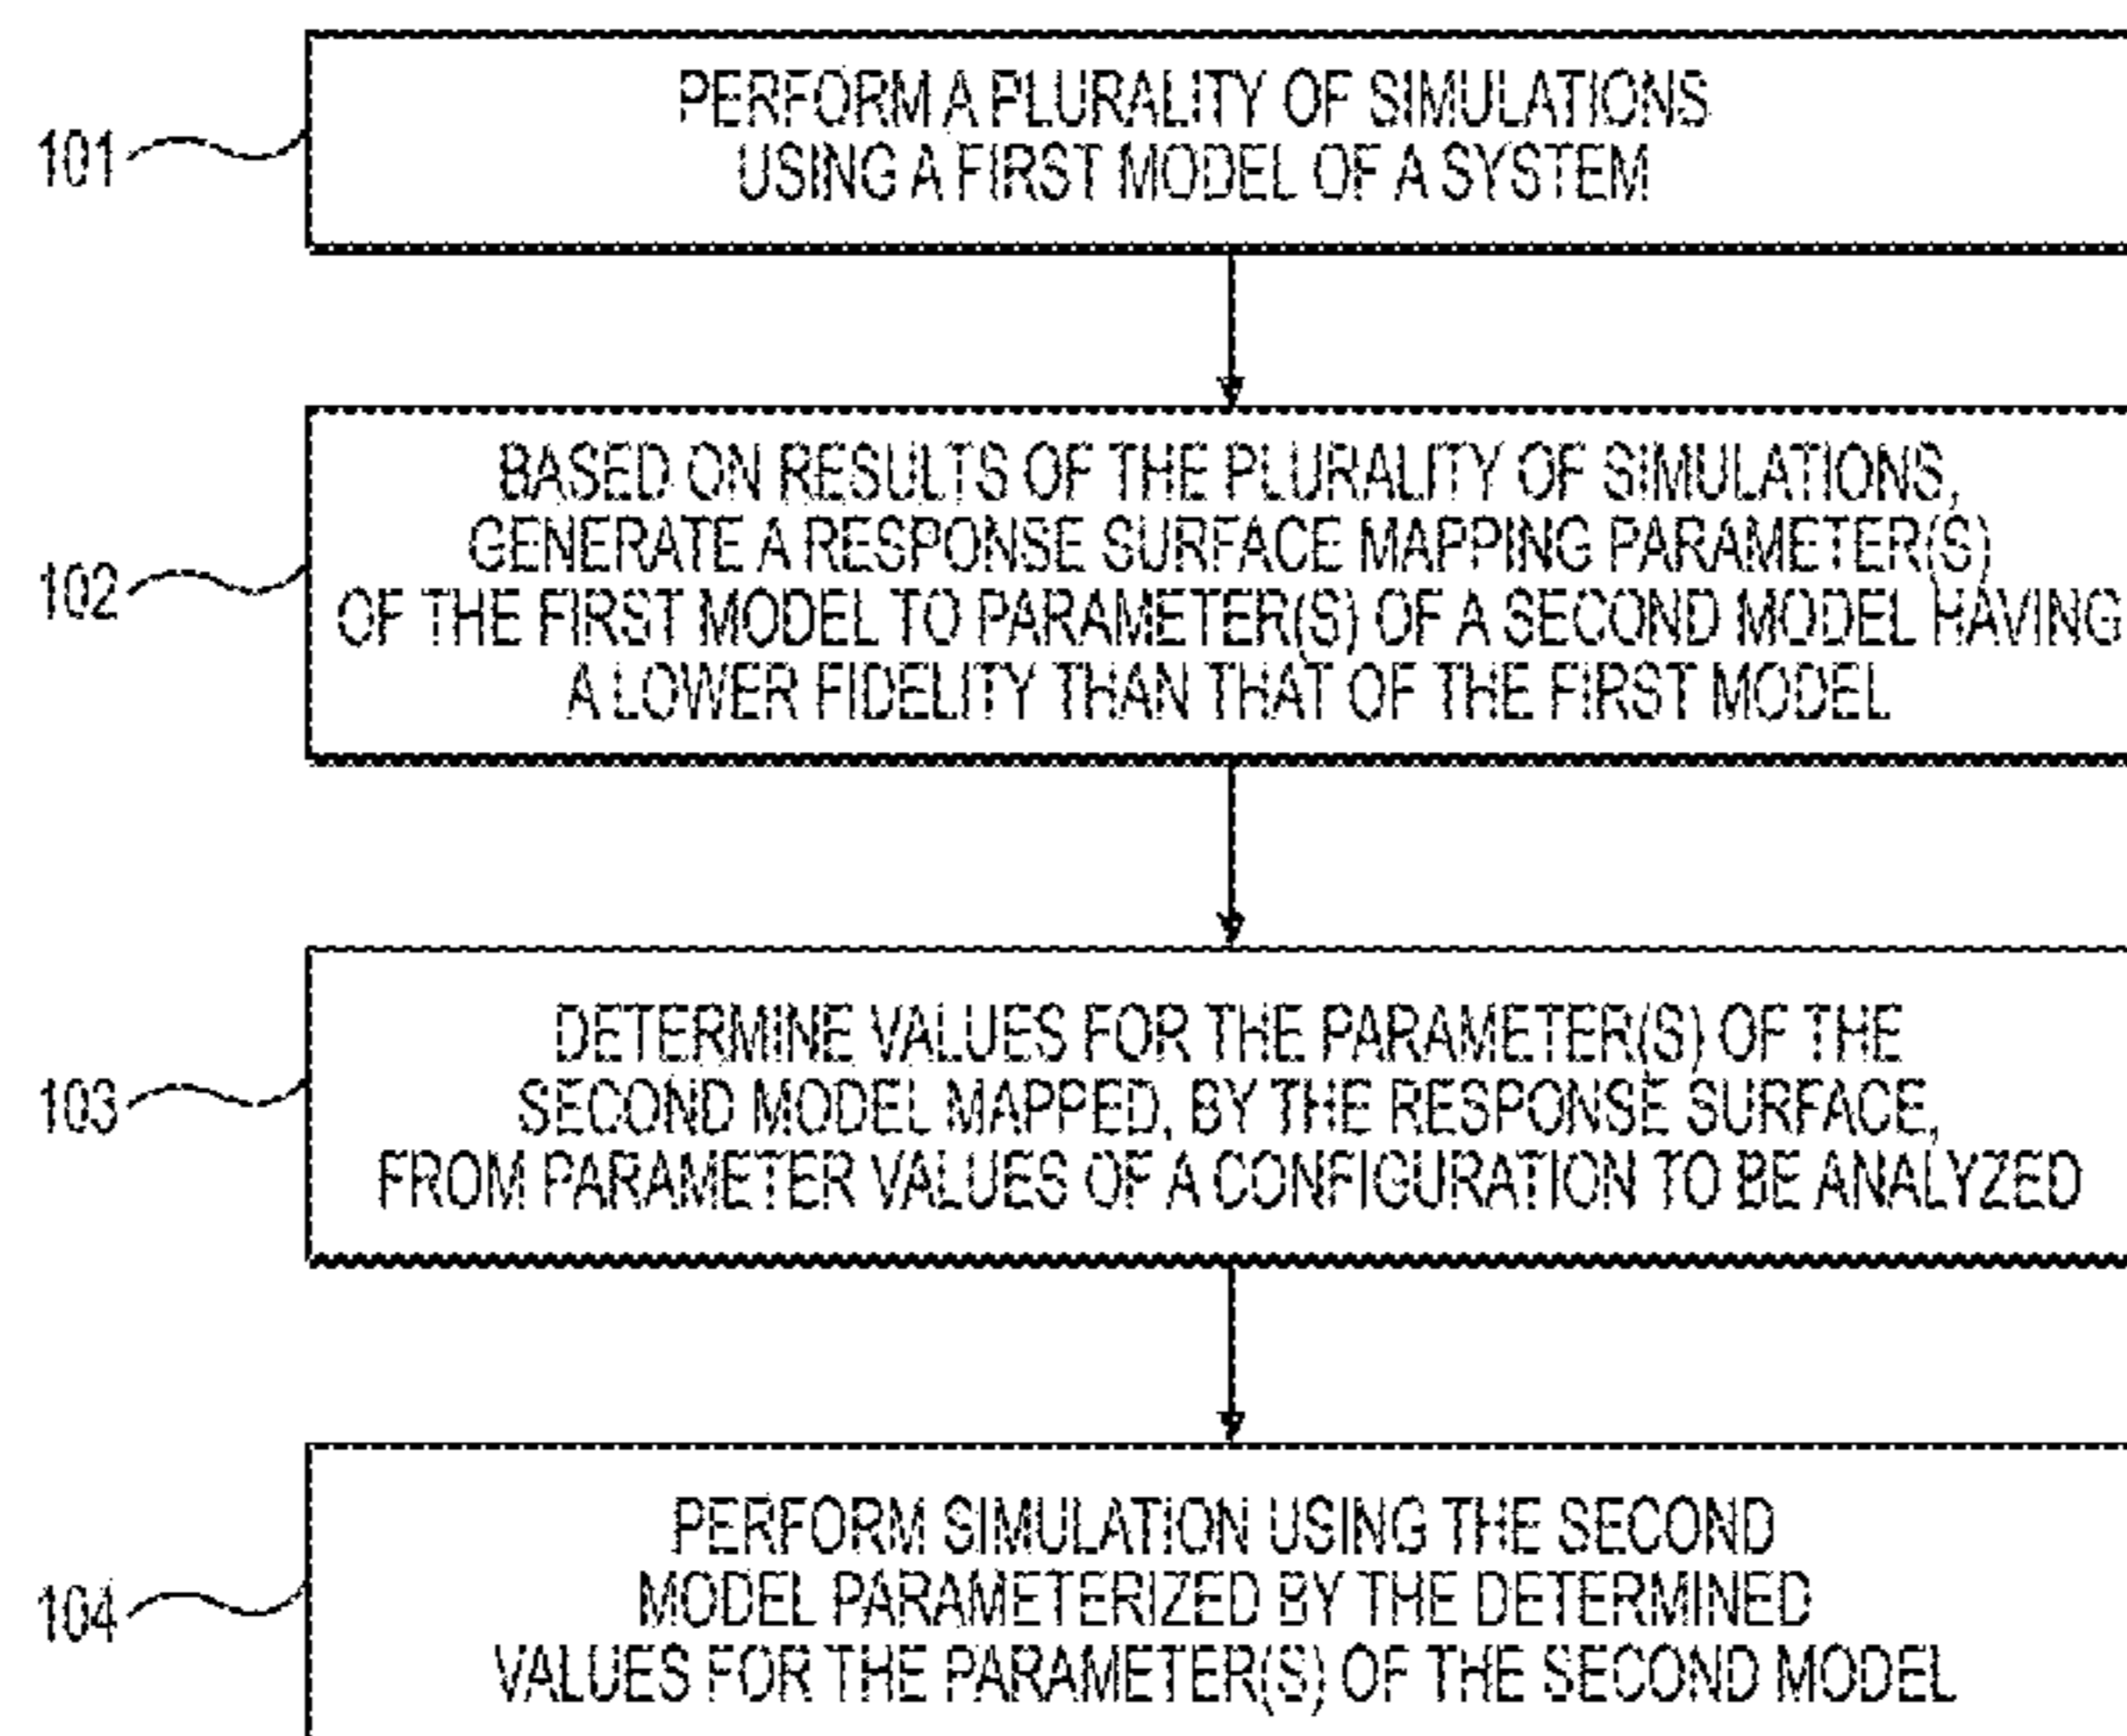 101
PERFORM A PLURALITY OF SIMULATIONS
USING A FIRST MODEL OF A SYSTEM
102
BASED ON RESULTS OF THE PLURALITY OF SIMULATIONS,
GENERATE A RESPONSE SURFACE MAPPING PARAMETER(S)
OF THE FIRST MODEL TO PARAMETER(S) OF A SECOND MODEL HAVING
A LOWER FIDELITY THAN THAT OF THE FIRST MODEL
103
DETERMINE VALUES FOR THE PARAMETER(S) OF THE
SECOND MODEL MAPPED, BY THE RESPONSE SURFACE,
FROM PARAMETER VALUES OF A CONFIGURATION TO BE ANALYZED
104
PERFORM SIMULATION USING THE SECOND
MODEL PARAMETERIZED BY THE DETERMINED
VALUES FOR THE PARAMETER(S) OF THE SECOND MODEL